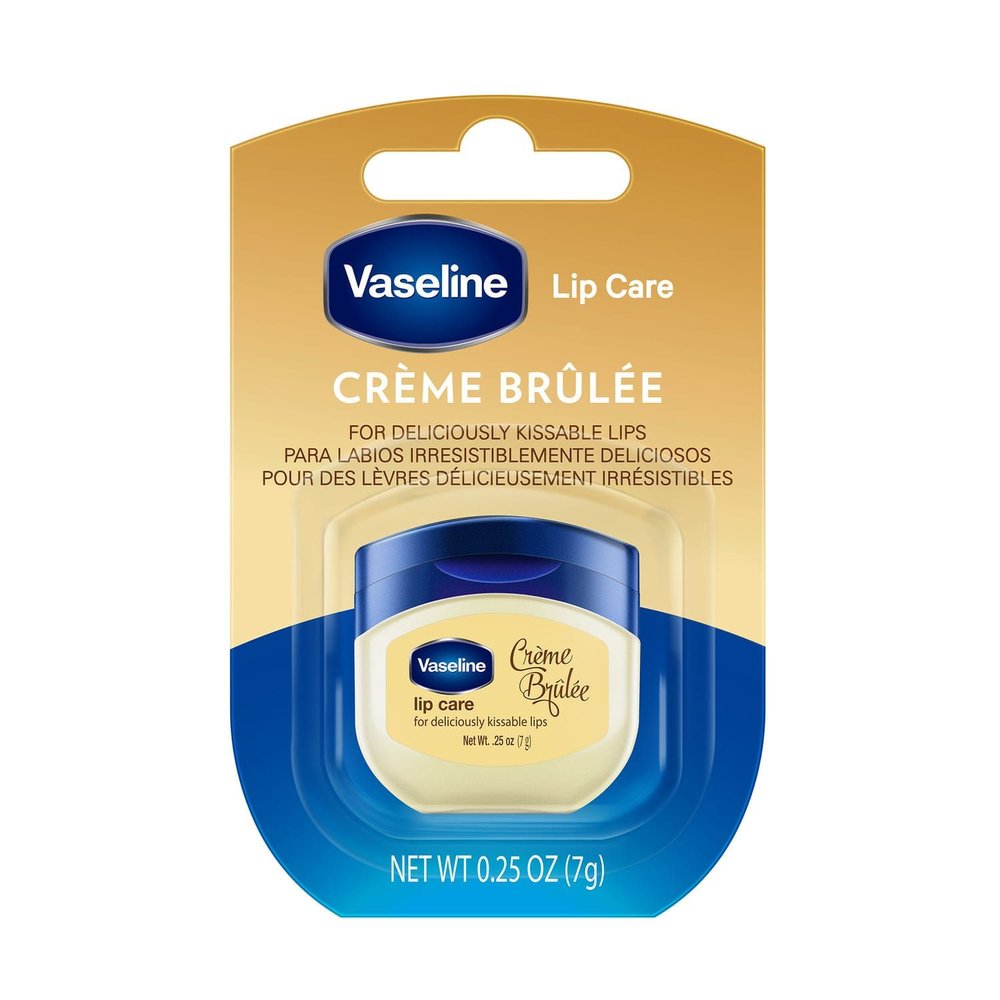 Vaseline Lip Care
CRÈME BRÛLÉE
FOR DELICIOUSLY KISSABLE LIPS
PARA LABIOS IRRESISTIBLEMENTE DELICIOSOS
POUR DES LÈVRES DÉLICIEUSEMENT IRRÉSISTIBLES
Vaseline
Crème
Brûlée
lip care
for deliciously kissable lips
Net Wt. .25 oz (7 g)
NET WT 0.25 OZ (7g)